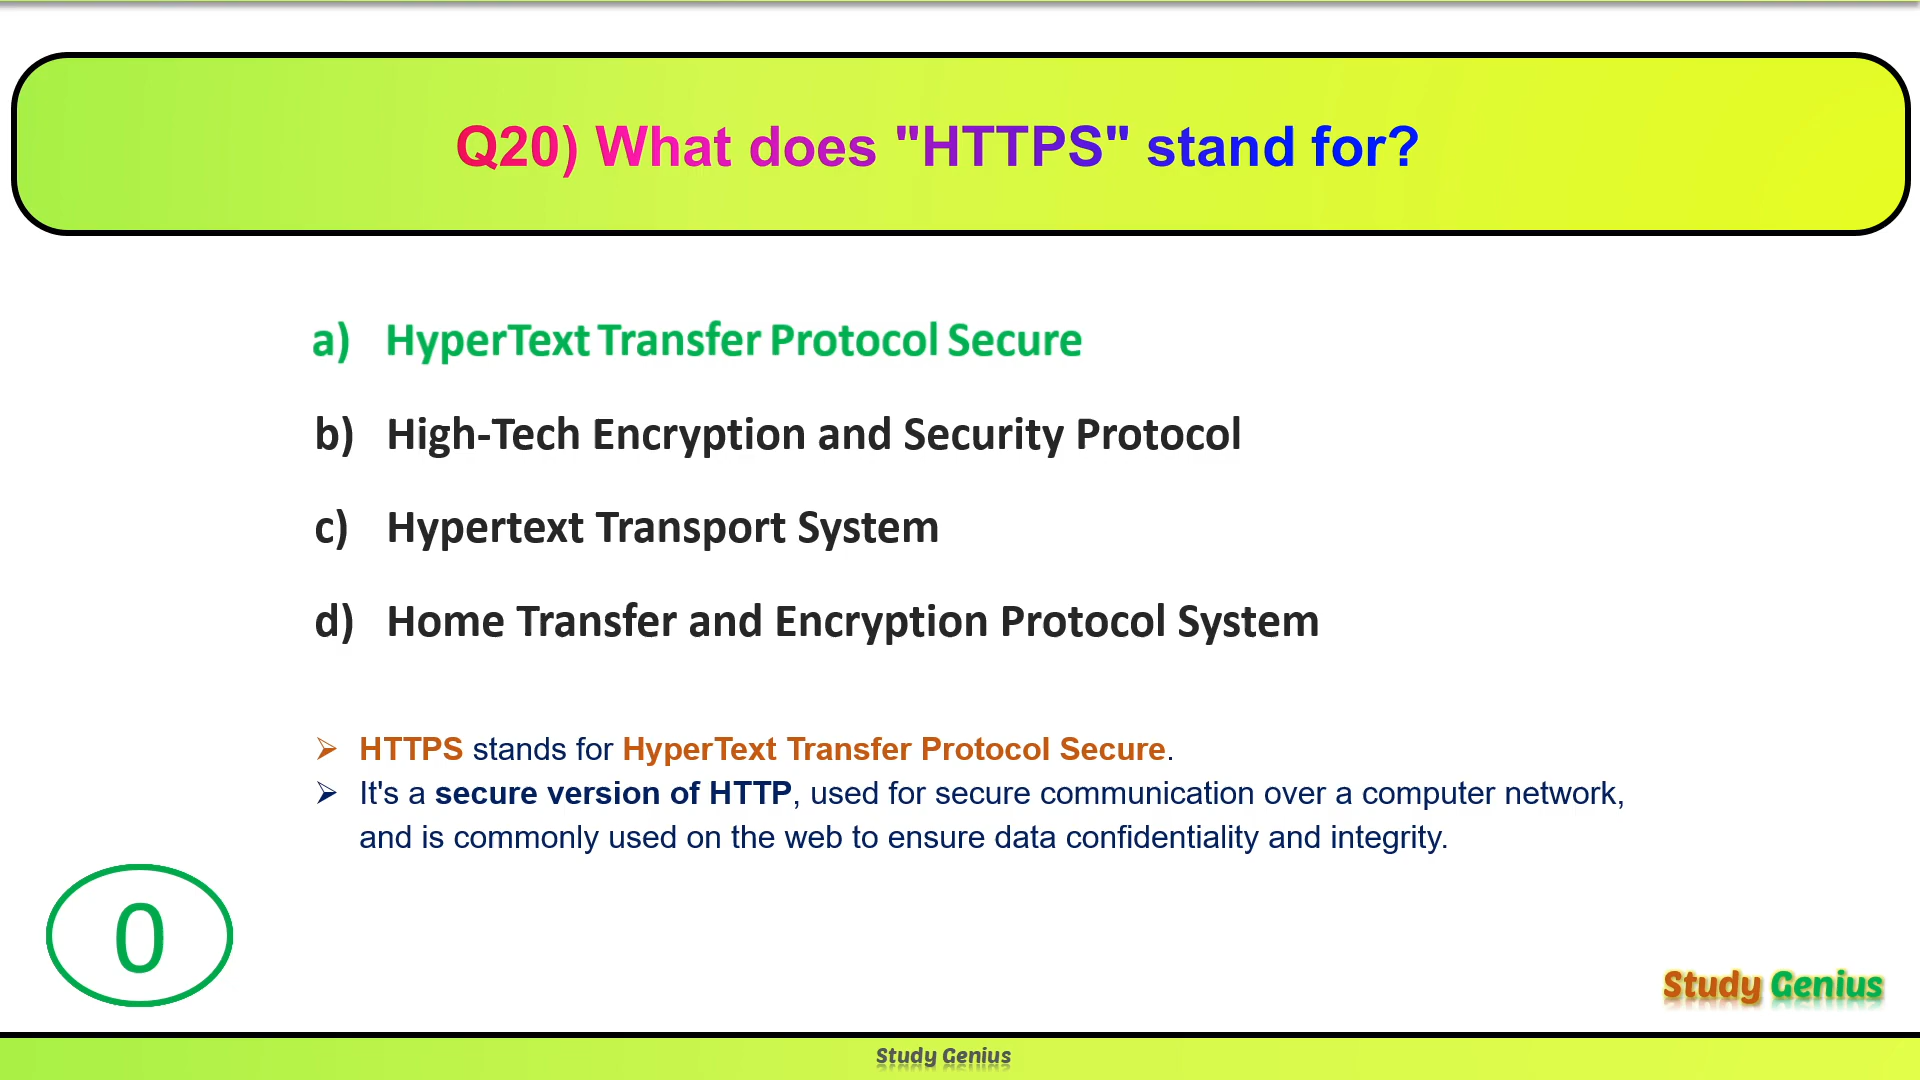 Q20) What does "HTTPS" stand for?
a) HyperText Transfer Protocol Secure
b) High-Tech Encryption and Security Protocol
c) Hypertext Transport System
d) Home Transfer and Encryption Protocol System
➢ HTTPS stands for HyperText Transfer Protocol Secure.
➢ It's a secure version of HTTP, used for secure communication over a computer network,
and is commonly used on the web to ensure data confidentiality and integrity.
0
Study Genius
Study Genius